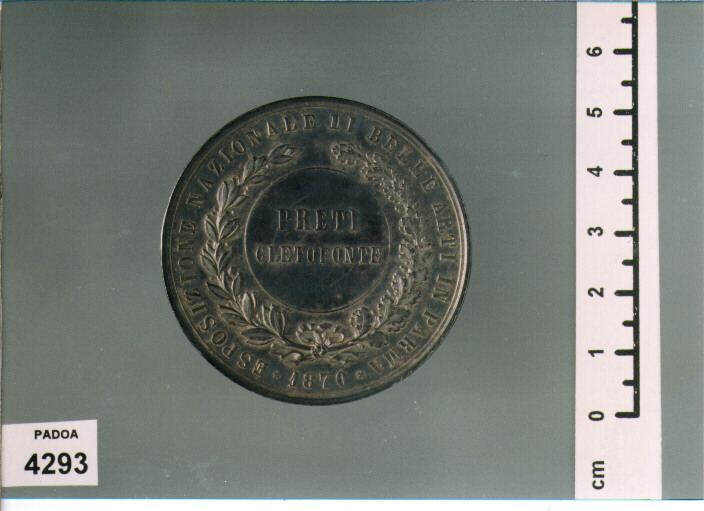 ESPOSIZIONE NAZIONALE DI BELLE ARTI IN PARMA
* 1870 *
PRETI
CLETOFONTE
PADOA
4293
6
5
4
3
2
1
0
cm